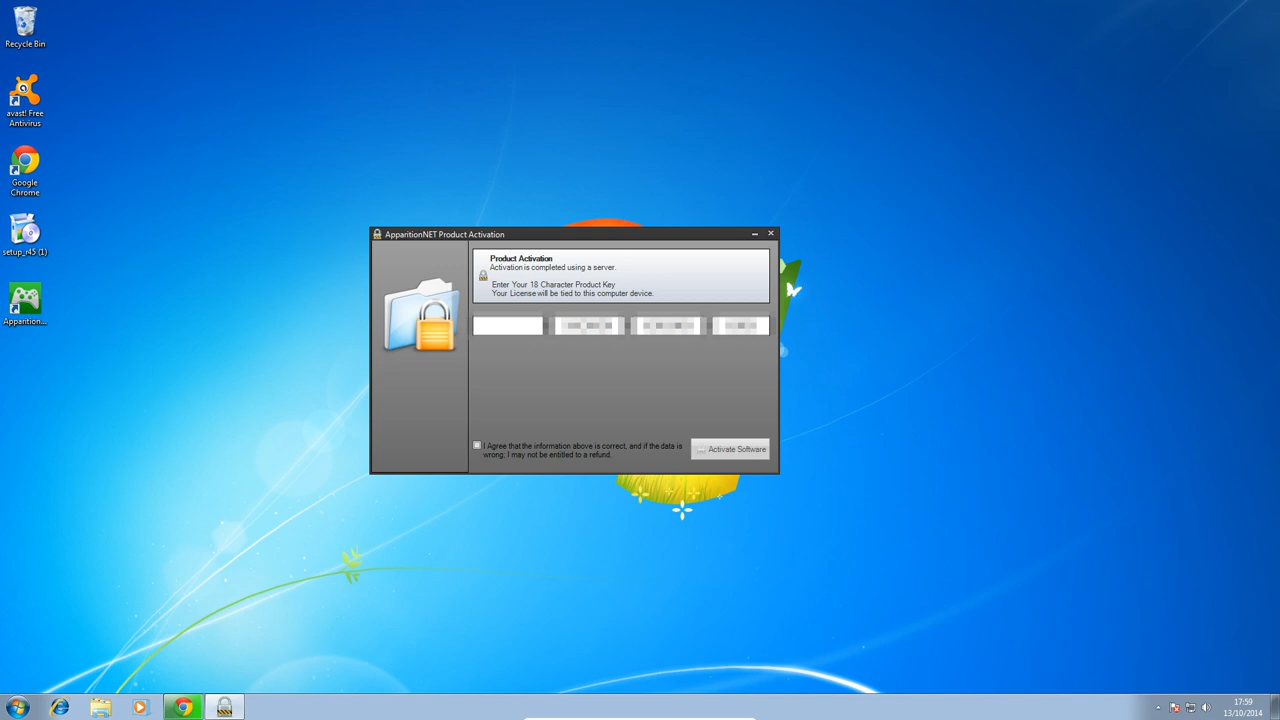 Recycle Bin
avast! Free
Antivirus
Google
Chrome
setup_r45 (1)
Apparition...
ApparitionNET Product Activation
Product Activation
Activation is completed using a server.
Enter Your 18 Character Product Key
Your License will be tied to this computer device.
I Agree that the information above is correct, and if the data is
wrong; I may not be entitled to a refund.
Activate Software
17:59
13/10/2014